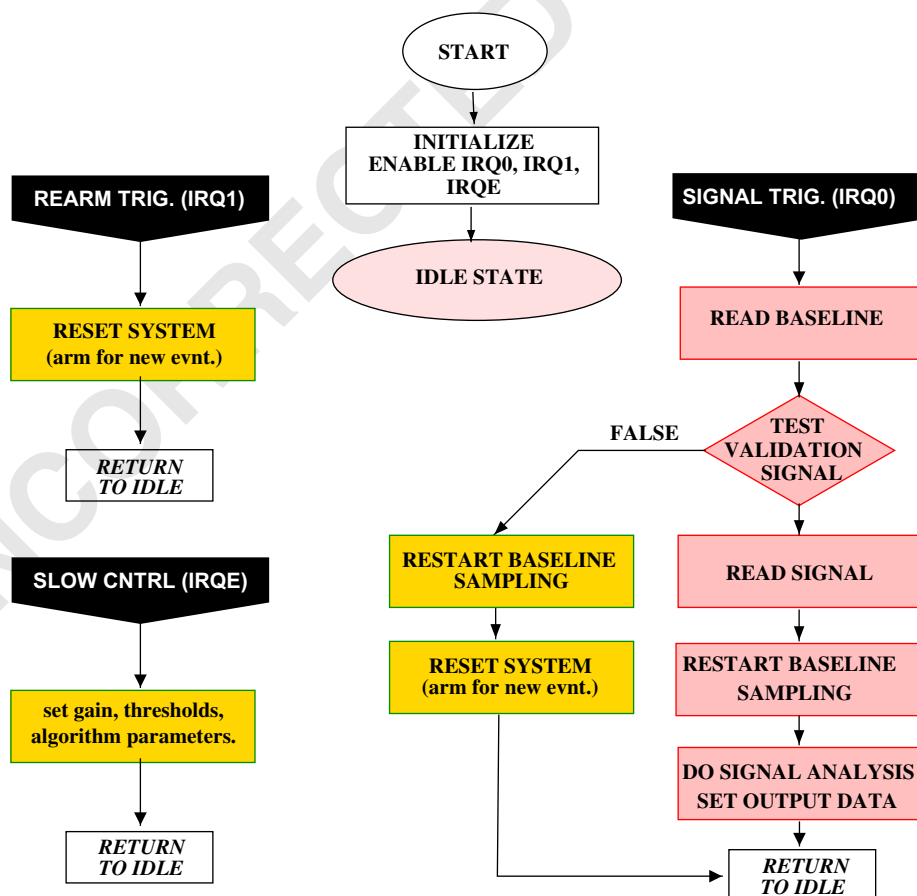 START
INITIALIZE
ENABLE IRQ0, IRQ1,
IRQE
IDLE STATE
REARM TRIG. (IRQ1)
RESET SYSTEM
(arm for new evnt.)
RETURN
TO IDLE
SLOW CNTRL (IRQE)
set gain, thresholds,
algorithm parameters.
RETURN
TO IDLE
SIGNAL TRIG. (IRQ0)
READ BASELINE
TEST
VALIDATION
SIGNAL
FALSE
RESTART BASELINE
SAMPLING
RESET SYSTEM
(arm for new evnt.)
READ SIGNAL
RESTART BASELINE
SAMPLING
DO SIGNAL ANALYSIS
SET OUTPUT DATA
RETURN
TO IDLE
NCORRECTED